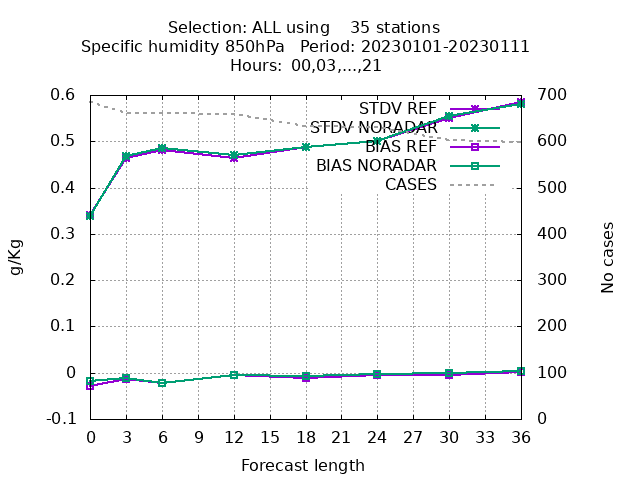 Selection: ALL using    35 stations
Specific humidity 850hPa   Period: 20230101-20230111
Hours:  00,03,...,21
0.6
0.5
0.4
0.3
0.2
0.1
0
-0.1
g/Kg
STDV REF
STDV NORADAR
BIAS REF
BIAS NORADAR
CASES
700
600
500
400
300
200
100
0
No cases
0 3 6 9 12 15 18 21 24 27 30 33 36
Forecast length